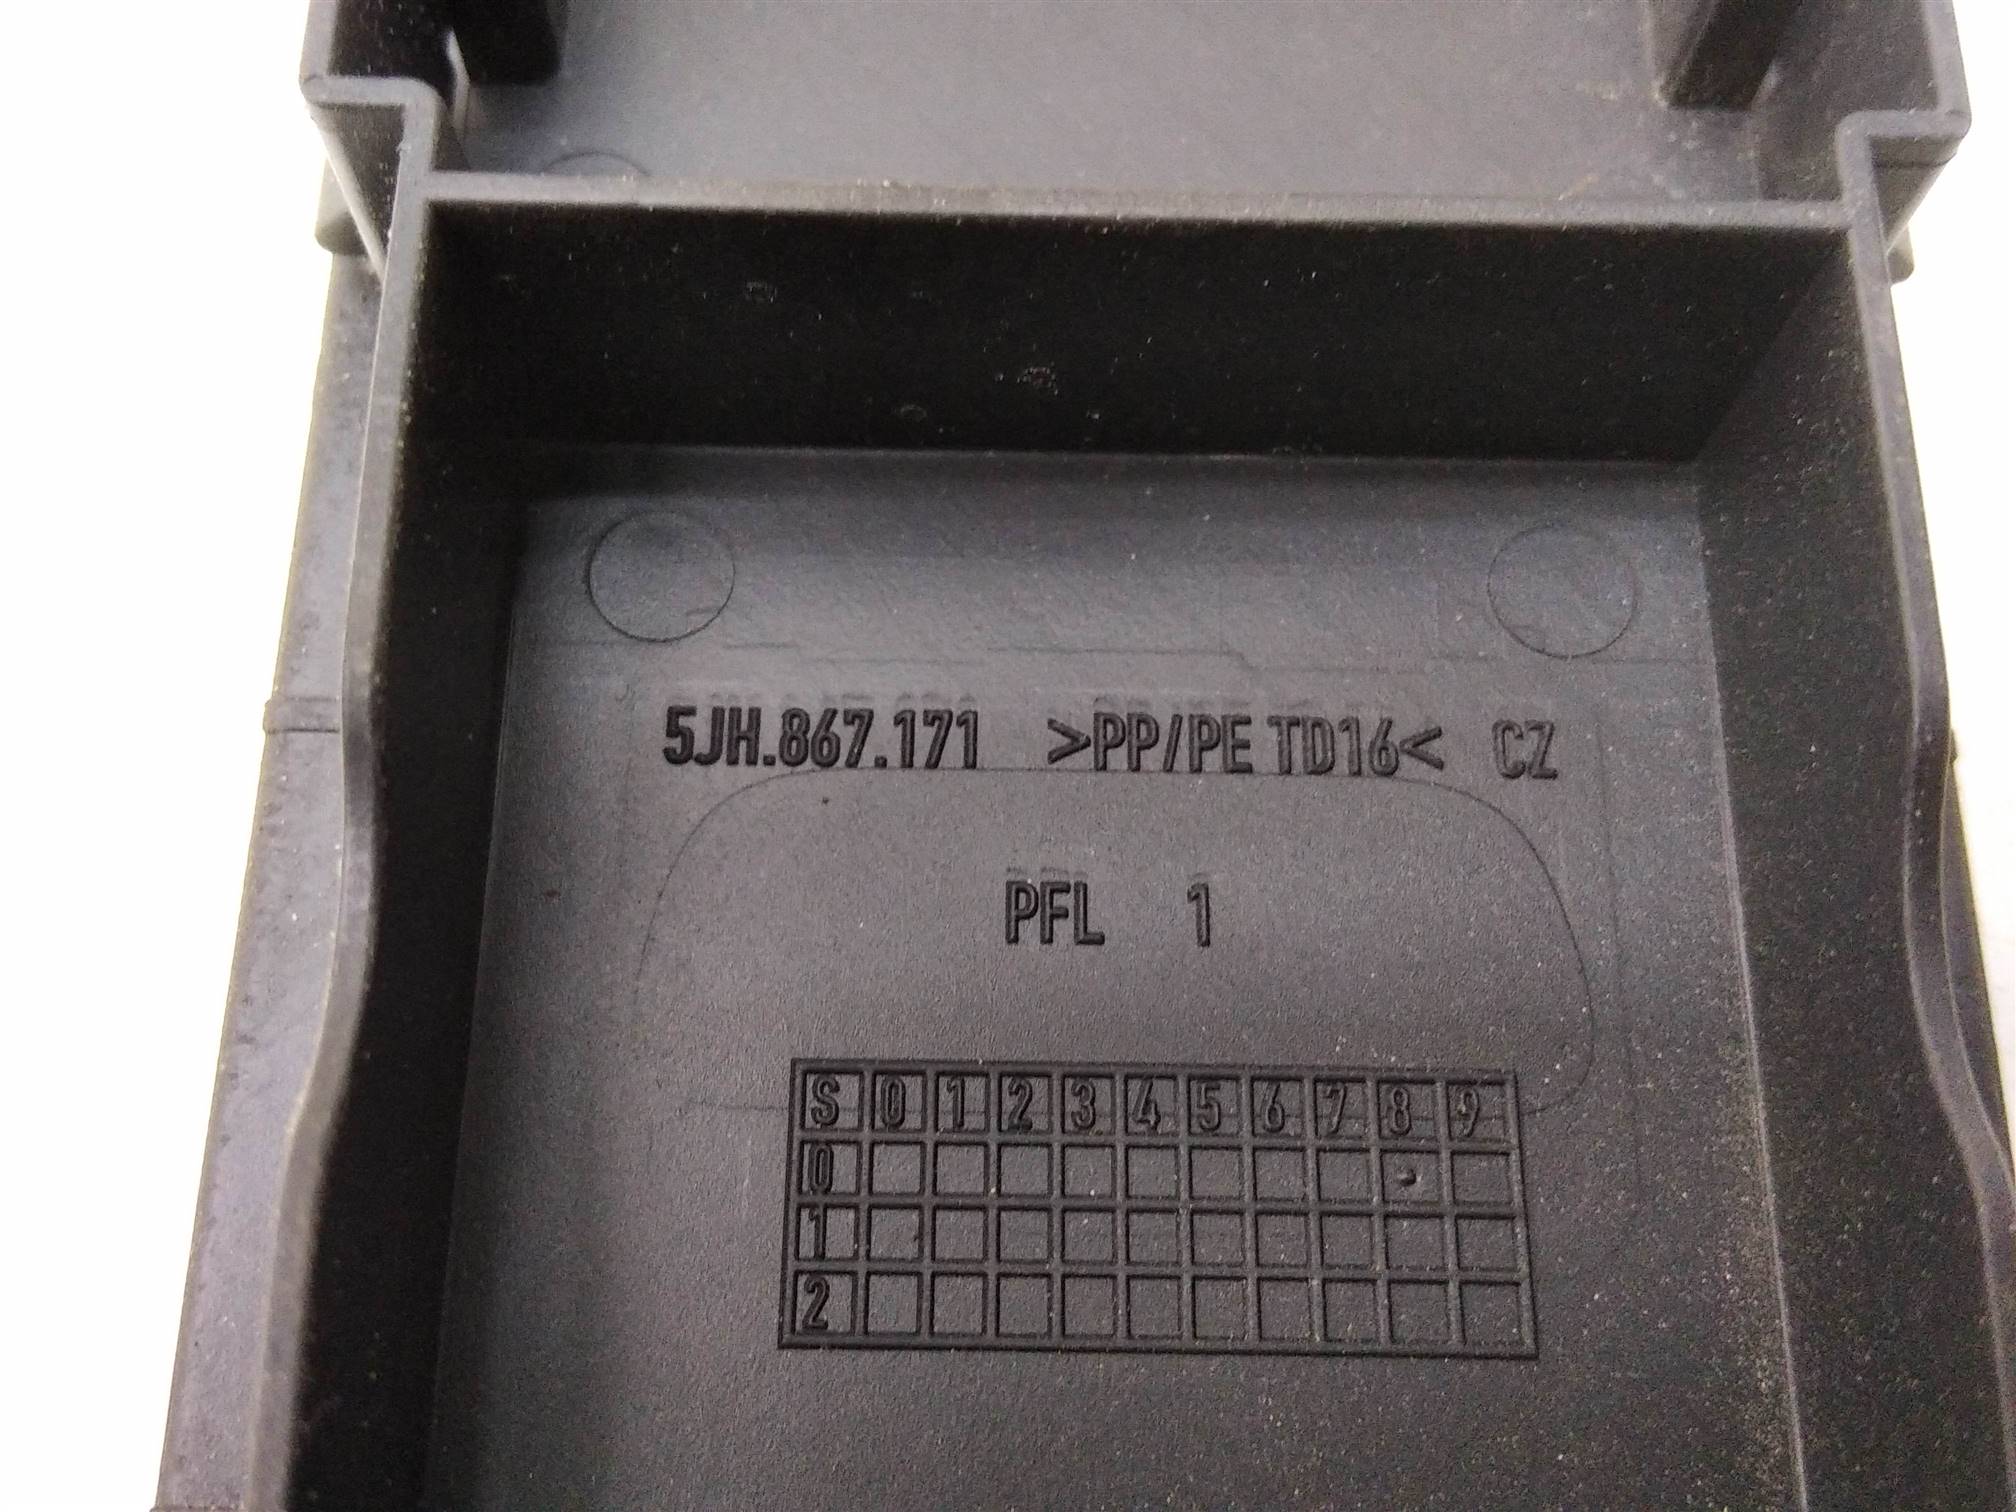 5JH.867.171 >PP/PE TD16< CZ
PFL 1
S 0 1 2 3 4 5 6 7 8 9
0
1
2